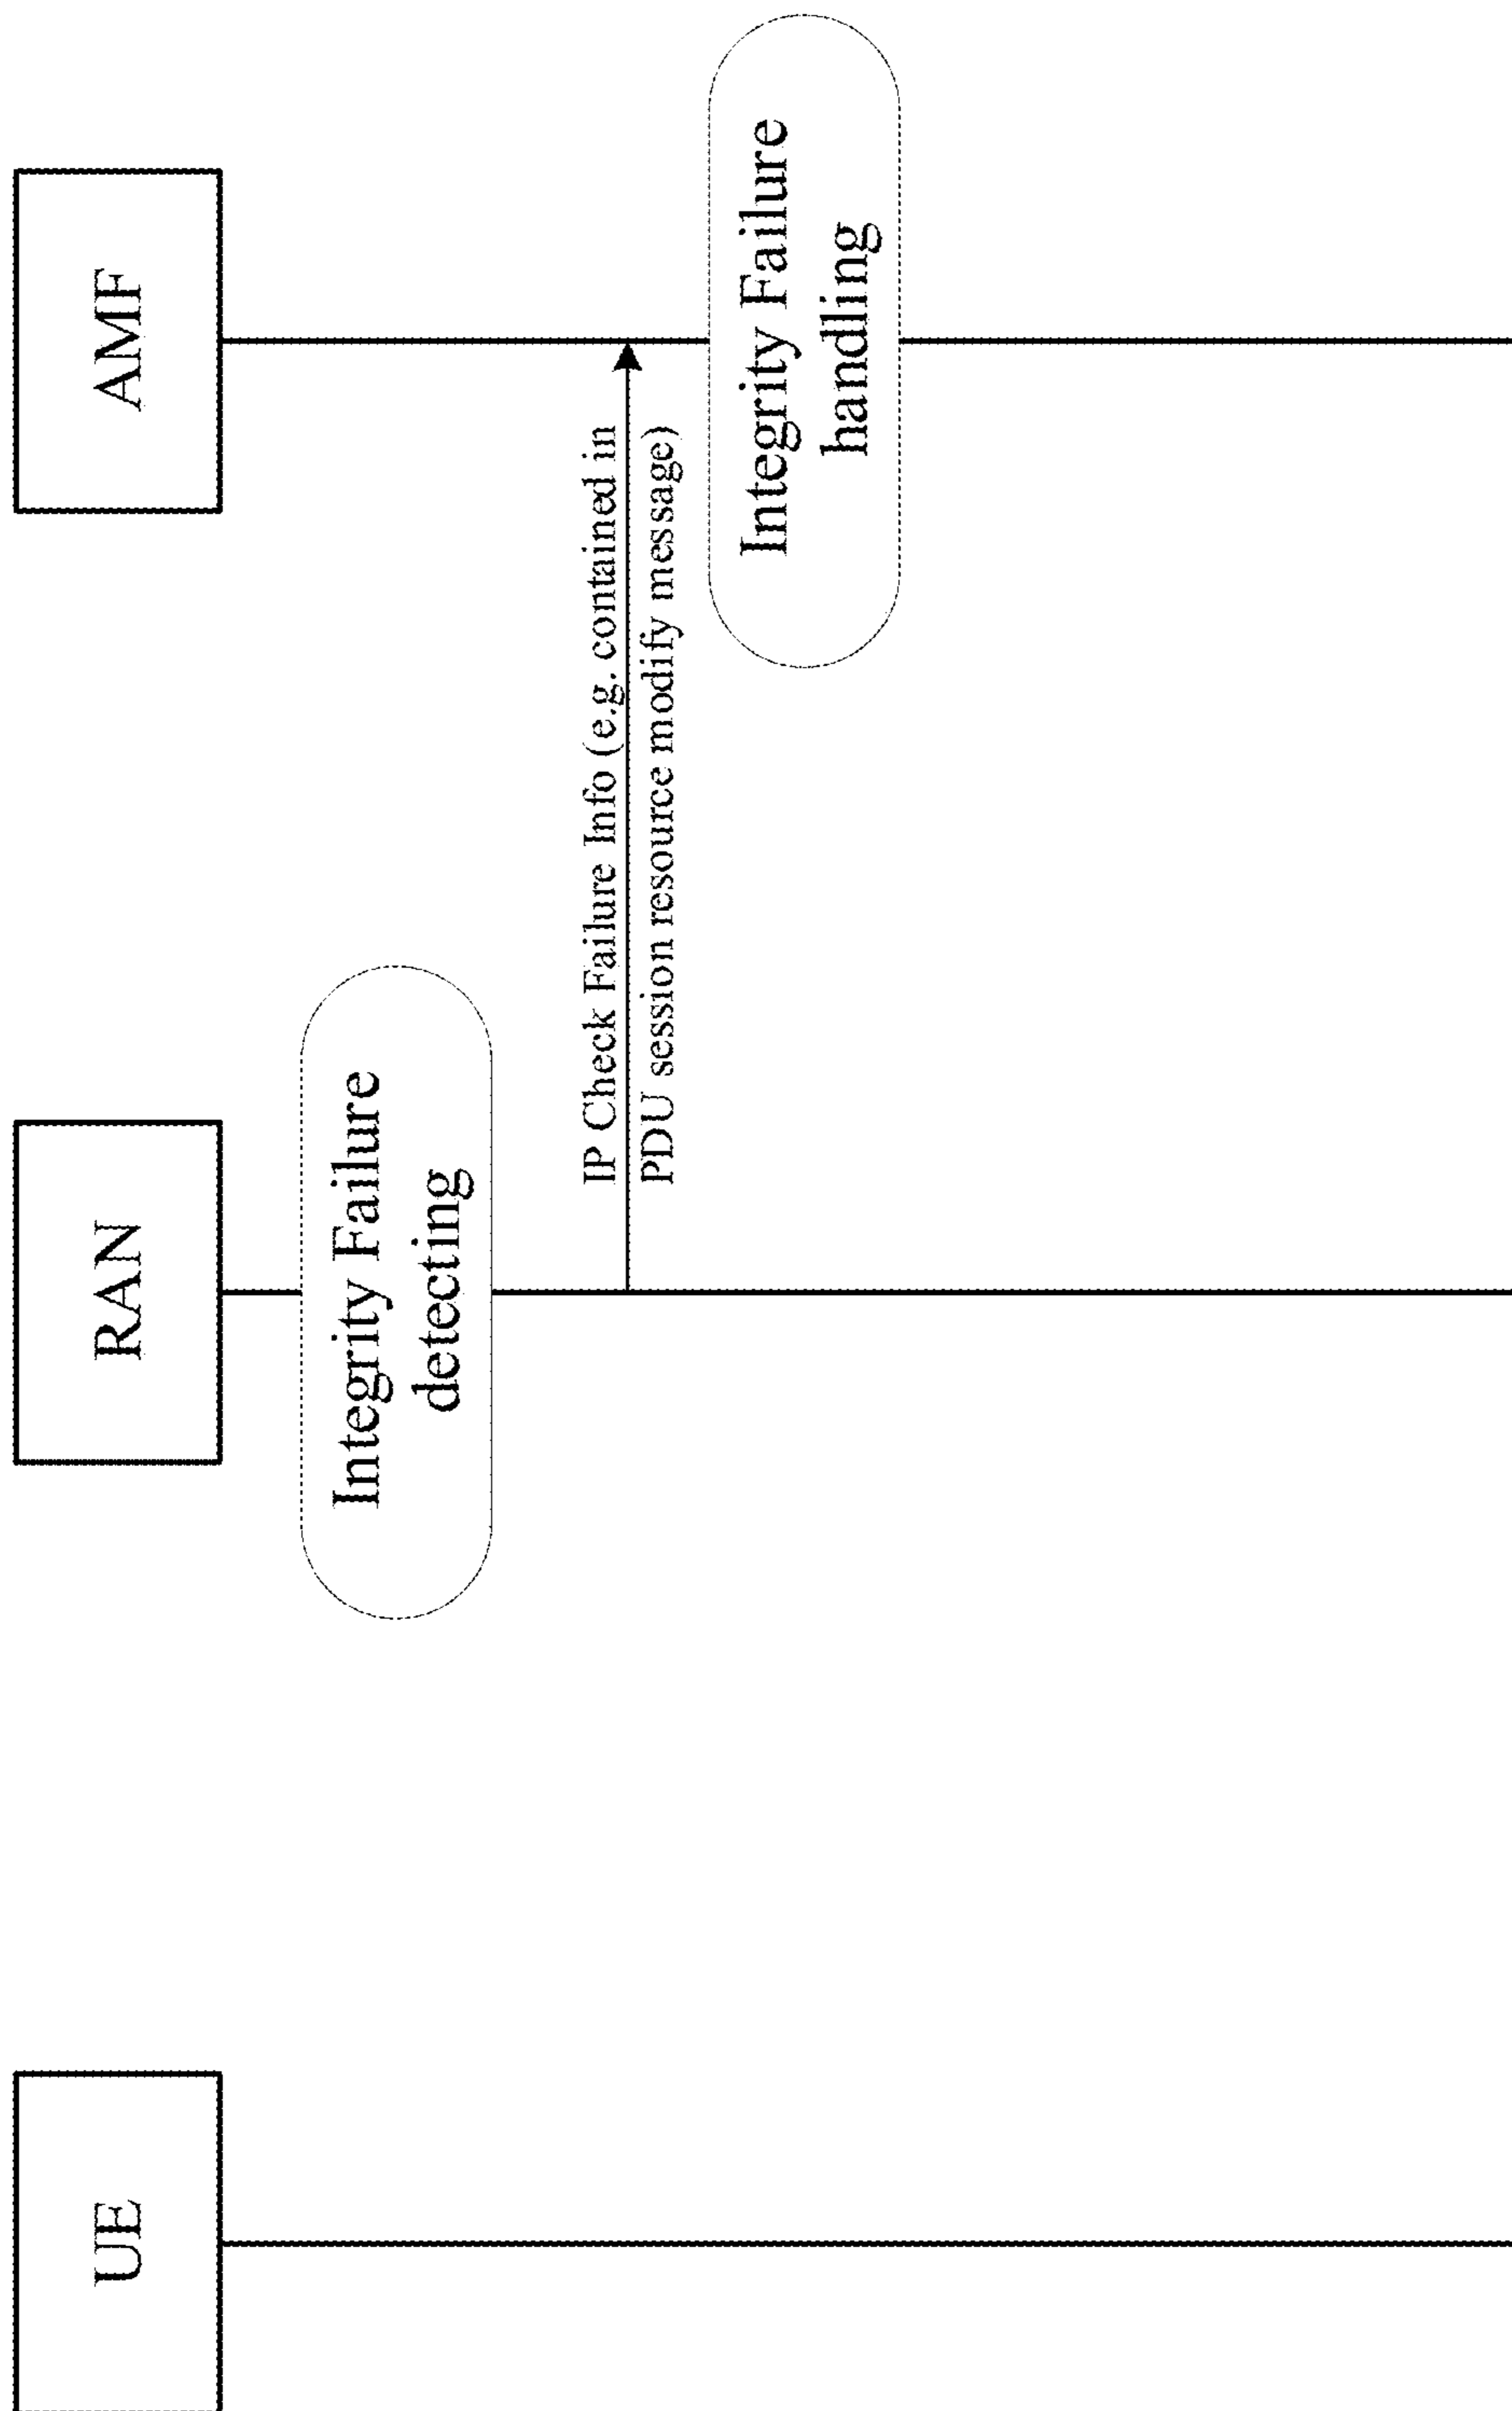 UE
RAN
AMF
Integrity Failure
detecting
IP Check Failure Info (e.g. contained in
PDU session resource modify message)
Integrity Failure
handling